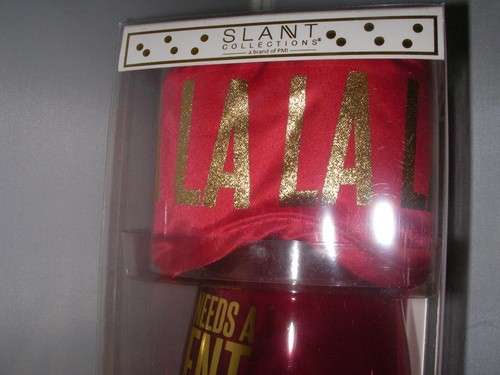 SLANT
COLLECTIONS®
a brand of PMI
LA LA L
NEEDS A